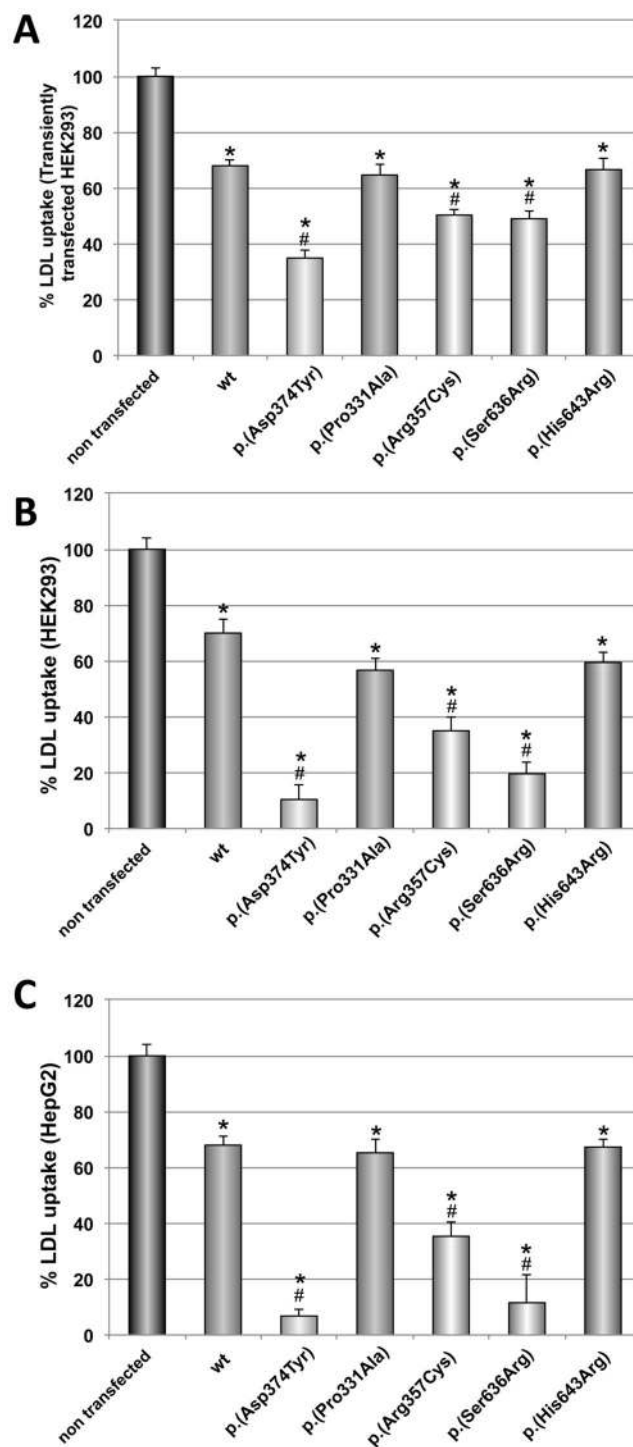 A
% LDL uptake (Transiently
transfected HEK293)
120
100
80
60
40
20
0
*
*
#
*
*
#
*
#
*
non transfected
wt
p.(Asp374Tyr)
p.(Pro331Ala)
p.(Arg357Cys)
p.(Ser636Arg)
p.(His643Arg)
B
% LDL uptake (HEK293)
120
100
80
60
40
20
0
*
*
#
*
*
#
*
#
*
non transfected
wt
p.(Asp374Tyr)
p.(Pro331Ala)
p.(Arg357Cys)
p.(Ser636Arg)
p.(His643Arg)
C
% LDL uptake (HepG2)
120
100
80
60
40
20
0
*
*
#
*
*
#
*
#
*
non transfected
wt
p.(Asp374Tyr)
p.(Pro331Ala)
p.(Arg357Cys)
p.(Ser636Arg)
p.(His643Arg)